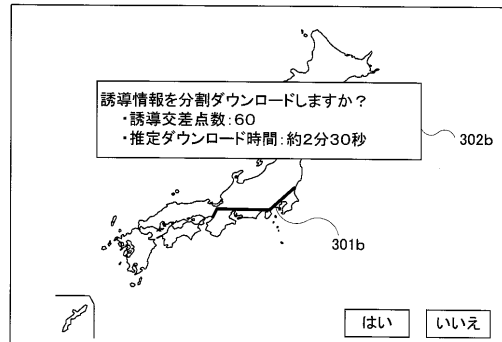 誘導情報を分割ダウンロードしますか？
・誘導交差点数:60
・推定ダウンロード時間:約2分30秒
302b
301b
はい いいえ